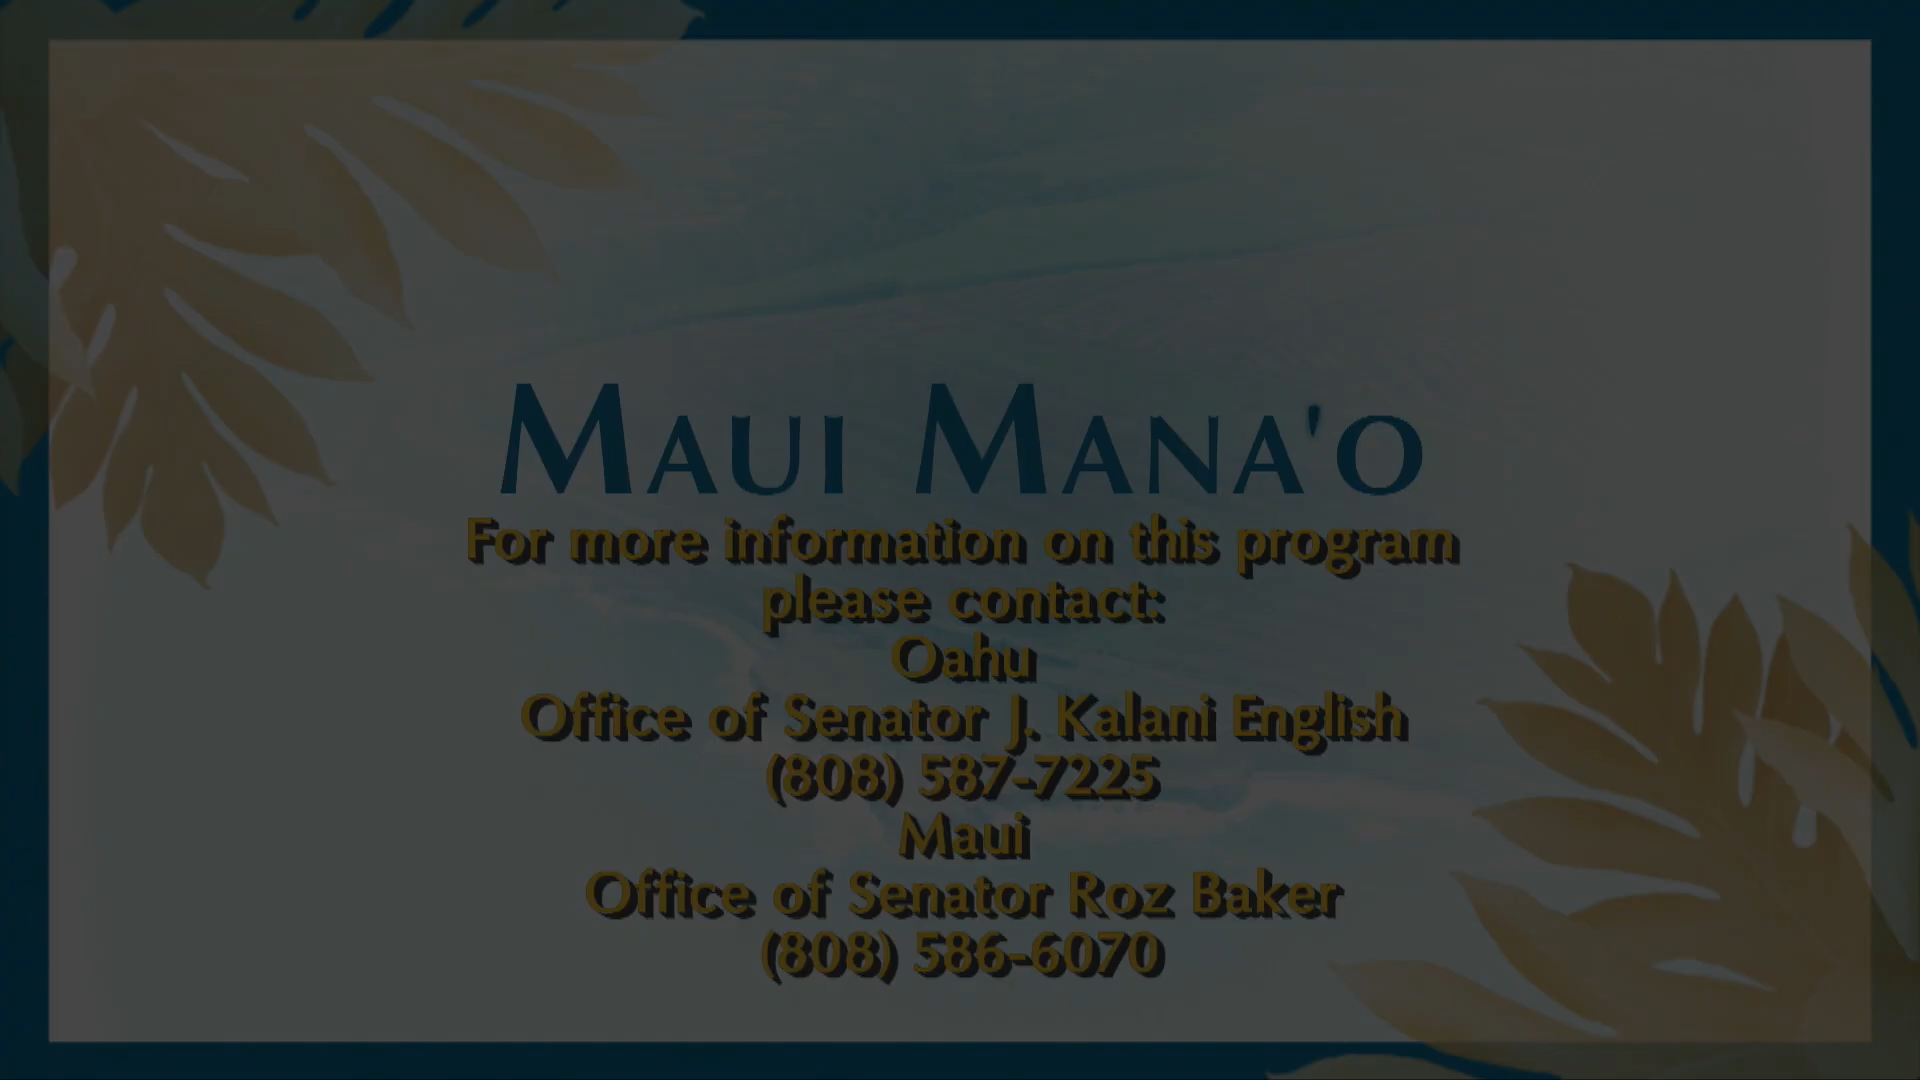 MAUI MANA'O
For more information on this program
please contact:
Oahu
Office of Senator J. Kalani English
(808) 587-7225
Maui
Office of Senator Roz Baker
(808) 586-6070